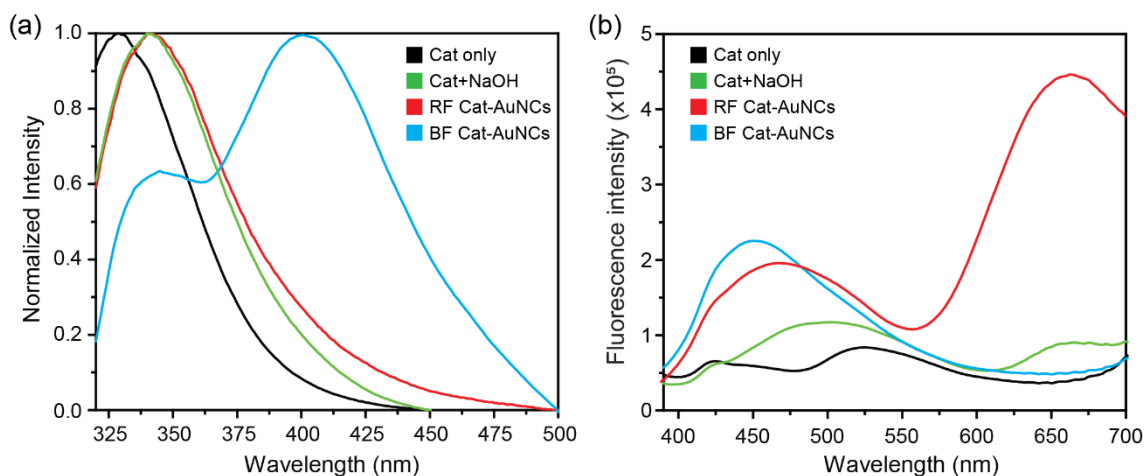 (a)
1.0
0.8
0.6
0.4
0.2
0.0
Normalized Intensity
Cat only
Cat+NaOH
RF Cat-AuNCs
BF Cat-AuNCs
325 350 375 400 425 450 475 500
Wavelength (nm)
(b)
5
4
3
2
1
0
Fluorescence intensity (x10⁵)
Cat only
Cat+NaOH
RF Cat-AuNCs
BF Cat-AuNCs
400 450 500 550 600 650 700
Wavelength (nm)